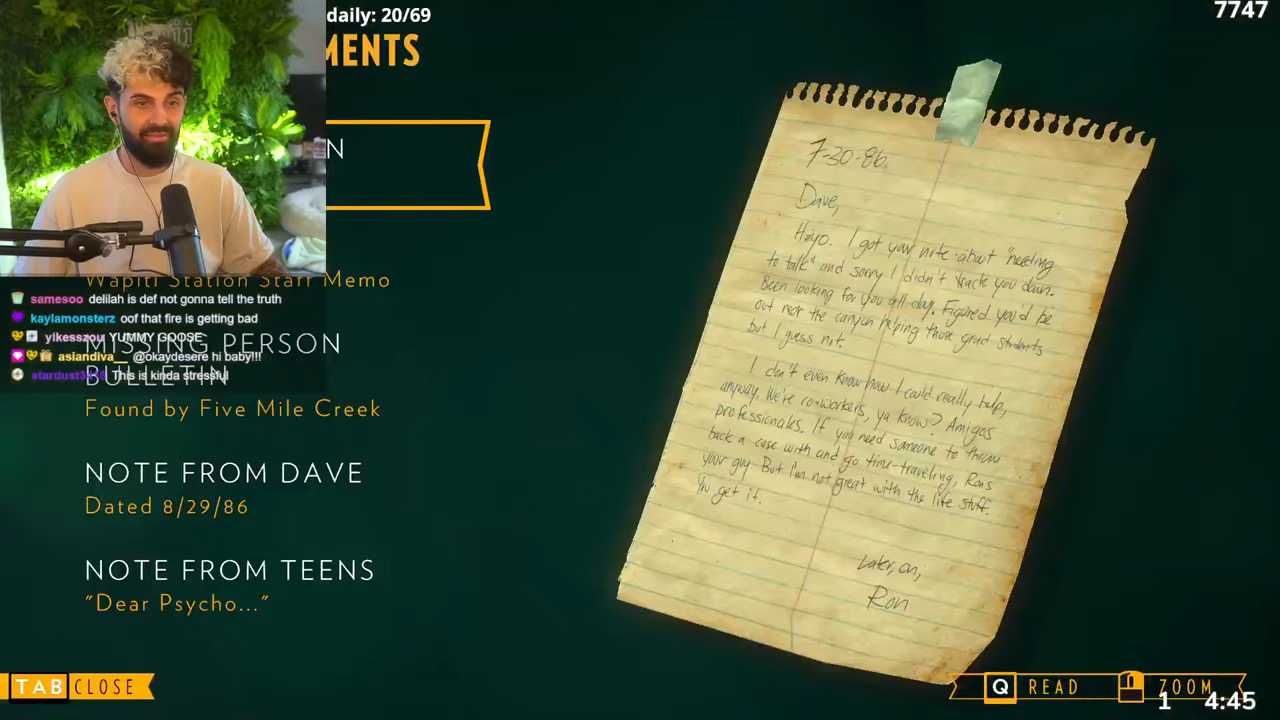 daily: 20/69
7747
MENTS
N
Wapiti Station Staff Memo
samesoo delilah is def not gonna tell the truth
kaylamonsterz oof that fire is getting bad
yikesszou YUMMY GOOSE
MISSING PERSON
asiandiva__ @okaydesere hi baby!!!
This is kinda stressful
BULLETIN
Found by Five Mile Creek
NOTE FROM DAVE
Dated 8/29/86
NOTE FROM TEENS
"Dear Psycho..."
TAB CLOSE
7-30-86
Dave,
Hiyo. I got your note about "needing
to talk" and sorry I didn't track you down.
Been looking for you all day. Figured you'd be
out near the canyon helping those grad students
but I guess not.
I don't even know how I could really help,
anyway. We're co-workers, ya know? Amigos
professionales. If you need someone to throw
back a case with and go time-traveling, Rons
your guy. But I'm not great with the life stuff.
You get it.
Later, on,
Ron
Q READ
ZOOM
1 4:45